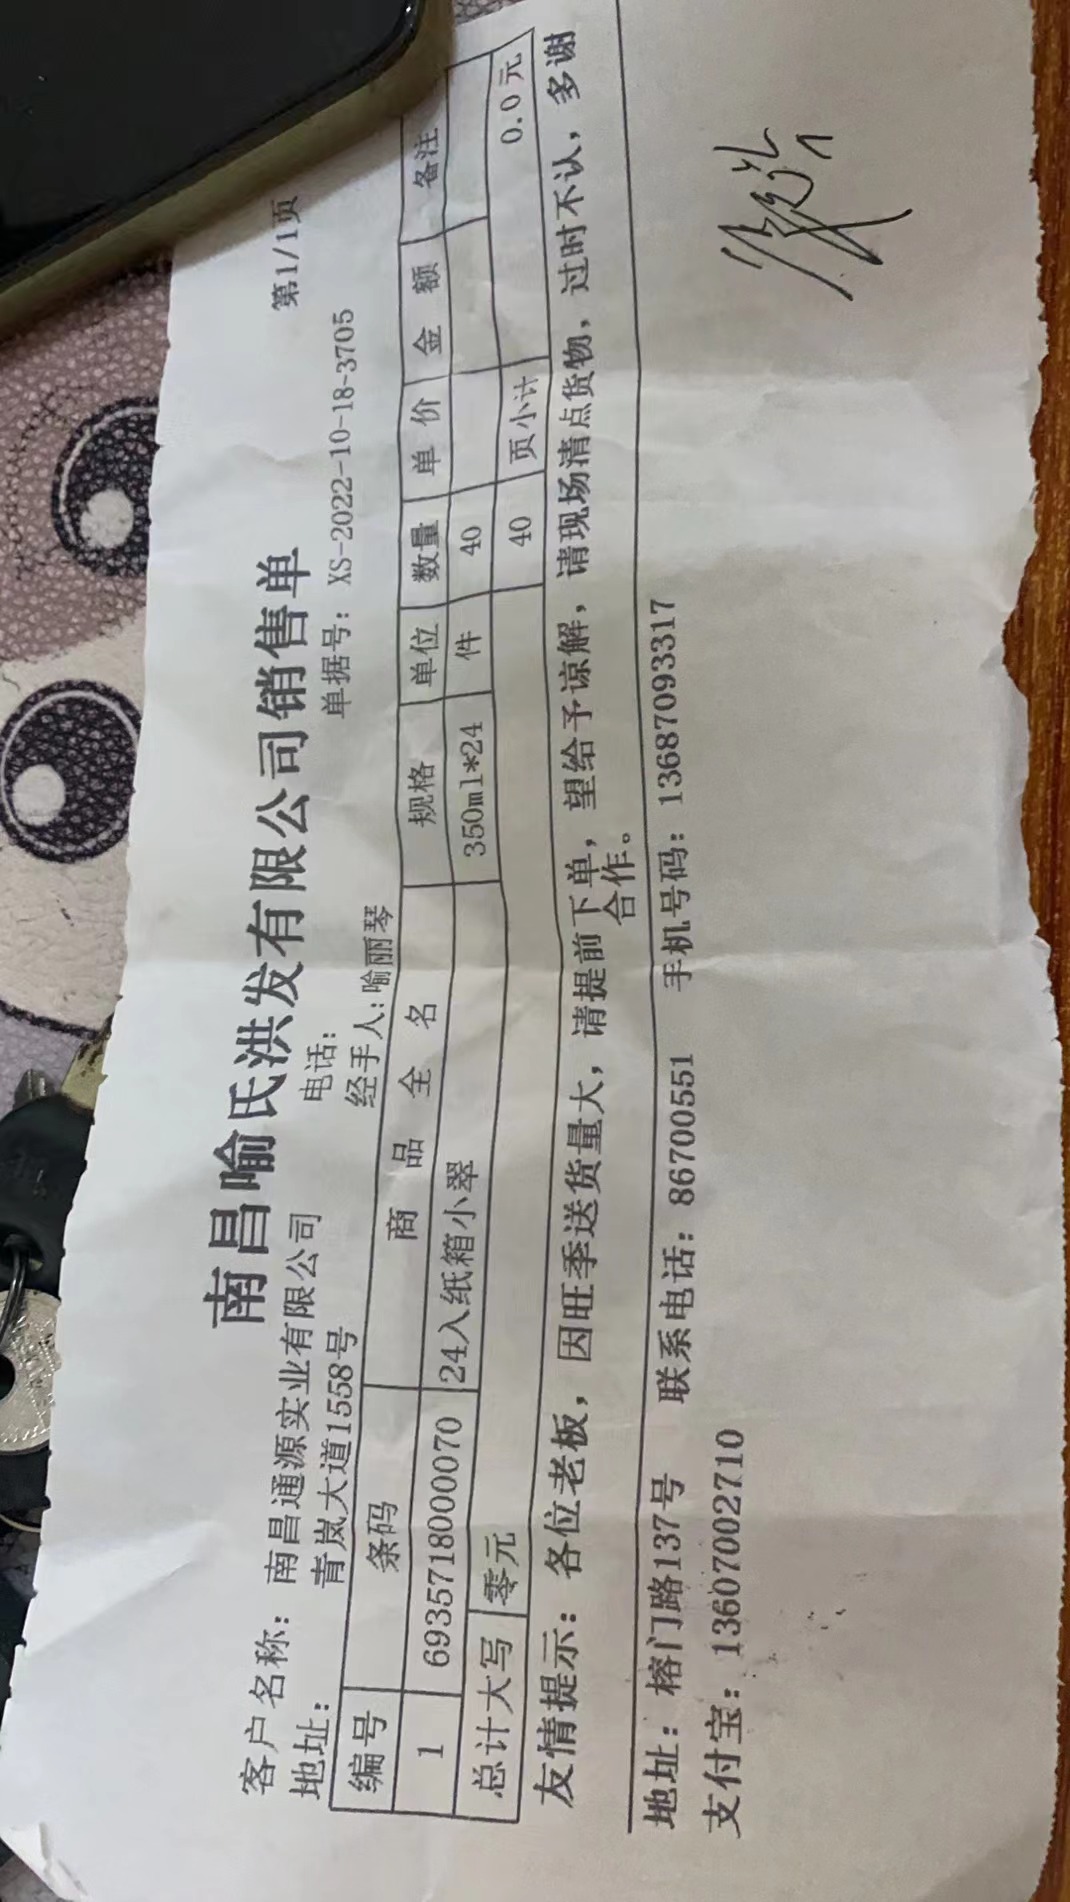 南昌喻氏洪发有限公司销售单
客户名称: 南昌通源实业有限公司 电话: 单据号: XS-2022-10-18-3705 第1/1页
地址: 青岚大道1558号 经手人: 喻丽琴
编号 条码 商品全名 规格 单位 数量 单价 金额 备注
1 6935718000070 24入纸箱小翠 350ml*24 件 40
总计大写 零元 40 页小计 0.0元
友情提示: 各位老板, 因旺季送货量大, 请提前下单, 望给予谅解, 请现场清点货物, 过时不认, 多谢
合作。
地址: 榕门路137号 联系电话: 86700551 手机号码: 13687093317
支付宝: 13607002710